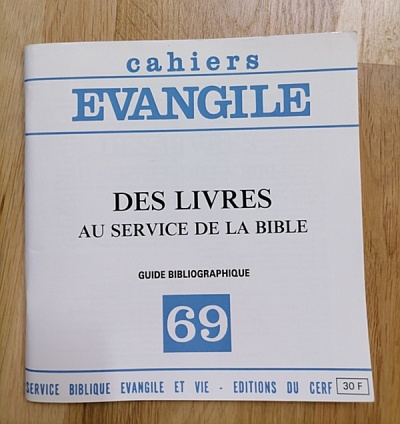 cahiers
EVANGILE
DES LIVRES
AU SERVICE DE LA BIBLE
GUIDE BIBLIOGRAPHIQUE
69
SERVICE BIBLIQUE EVANGILE ET VIE - EDITIONS DU CERF 30 F